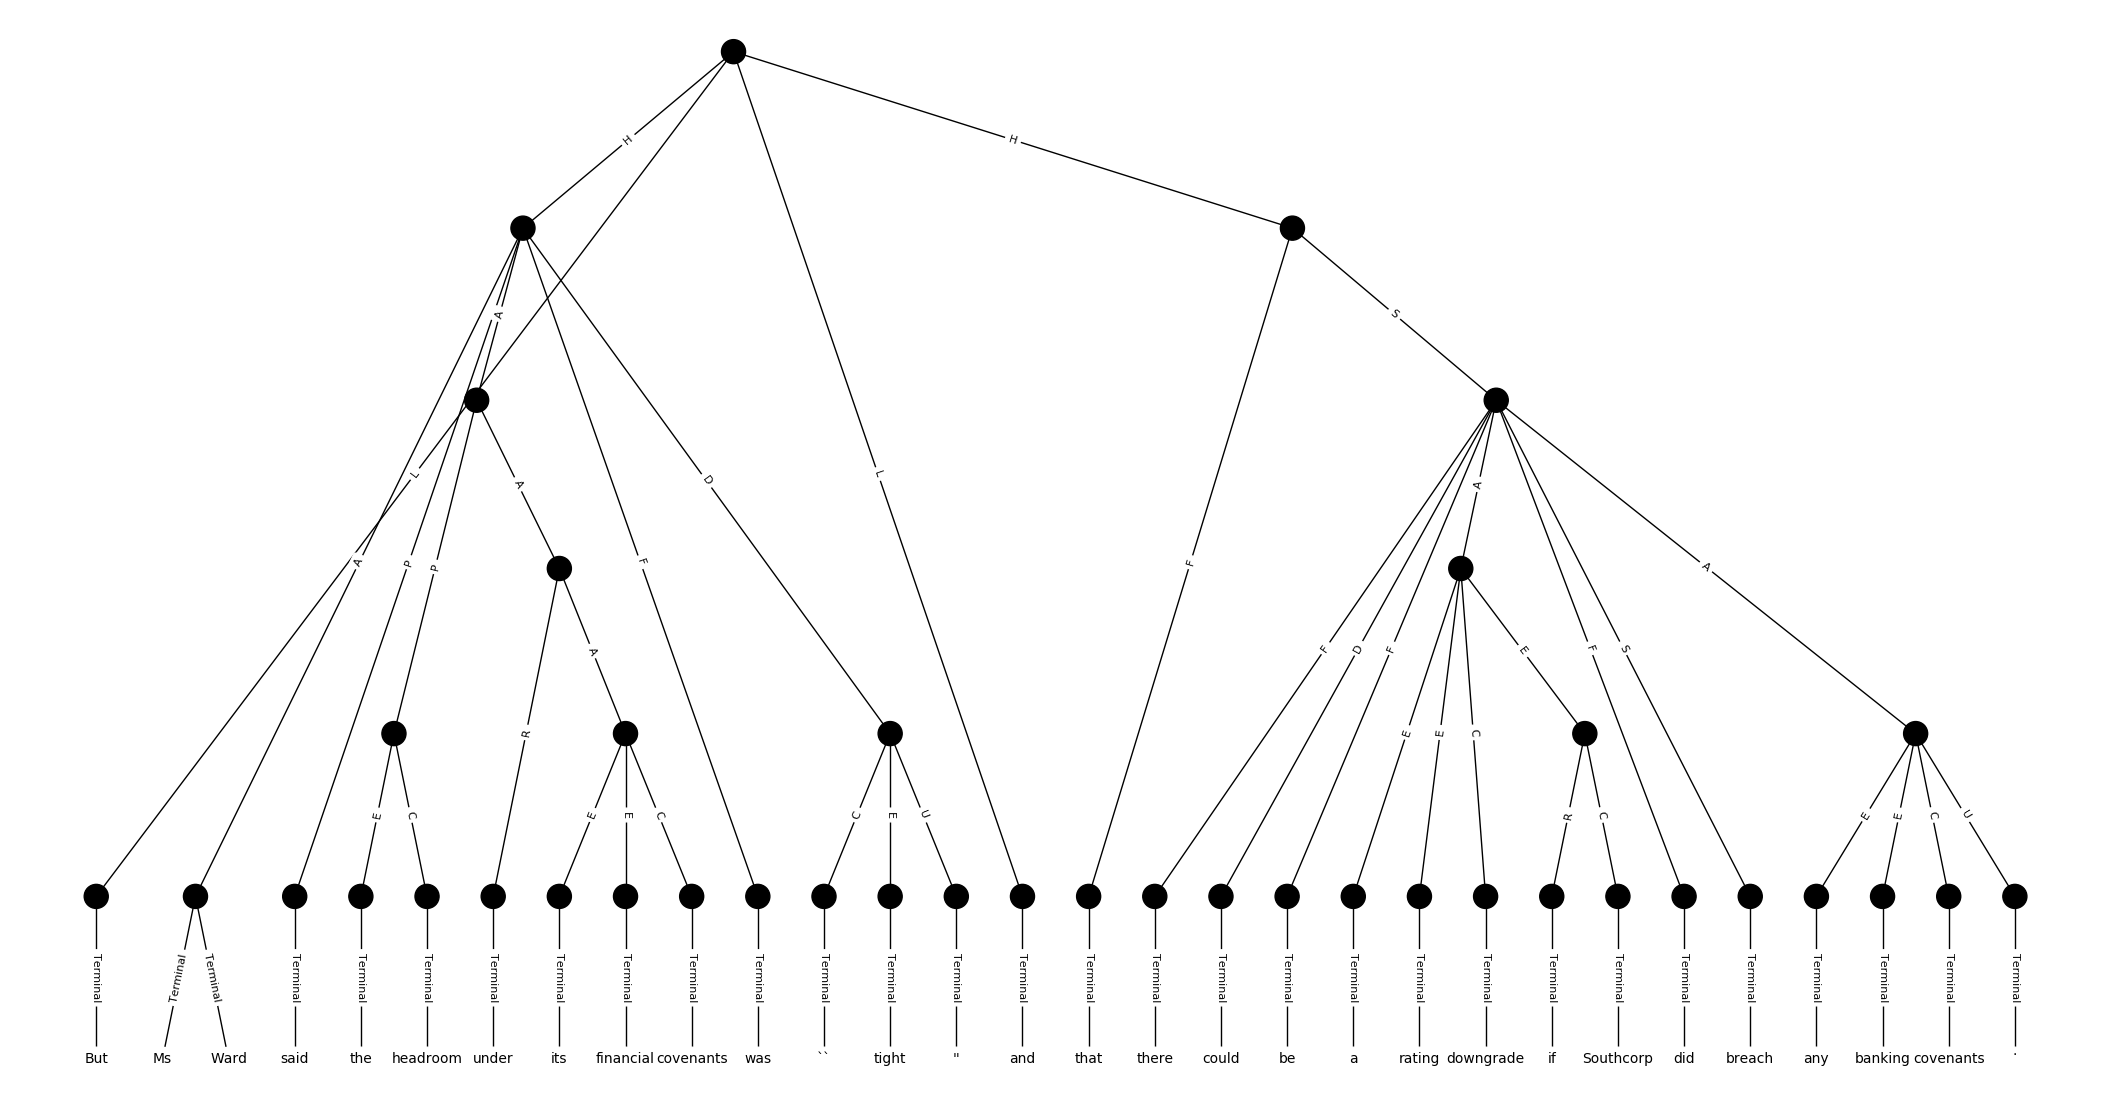 H
H
A
S
L
A
D
L
A
A
P
P
F
F
A
A
F
D
F
E
F
S
R
E
E
C
E
C
E
E
C
C
E
U
R
C
E
E
C
U
Terminal Terminal Terminal Terminal Terminal Terminal Terminal Terminal Terminal Terminal Terminal Terminal Terminal Terminal Terminal Terminal Terminal Terminal Terminal Terminal Terminal Terminal Terminal Terminal Terminal Terminal Terminal Terminal Terminal Terminal
But Ms Ward said the headroom under its financial covenants was `` tight " and that there could be a rating downgrade if Southcorp did breach any banking covenants .